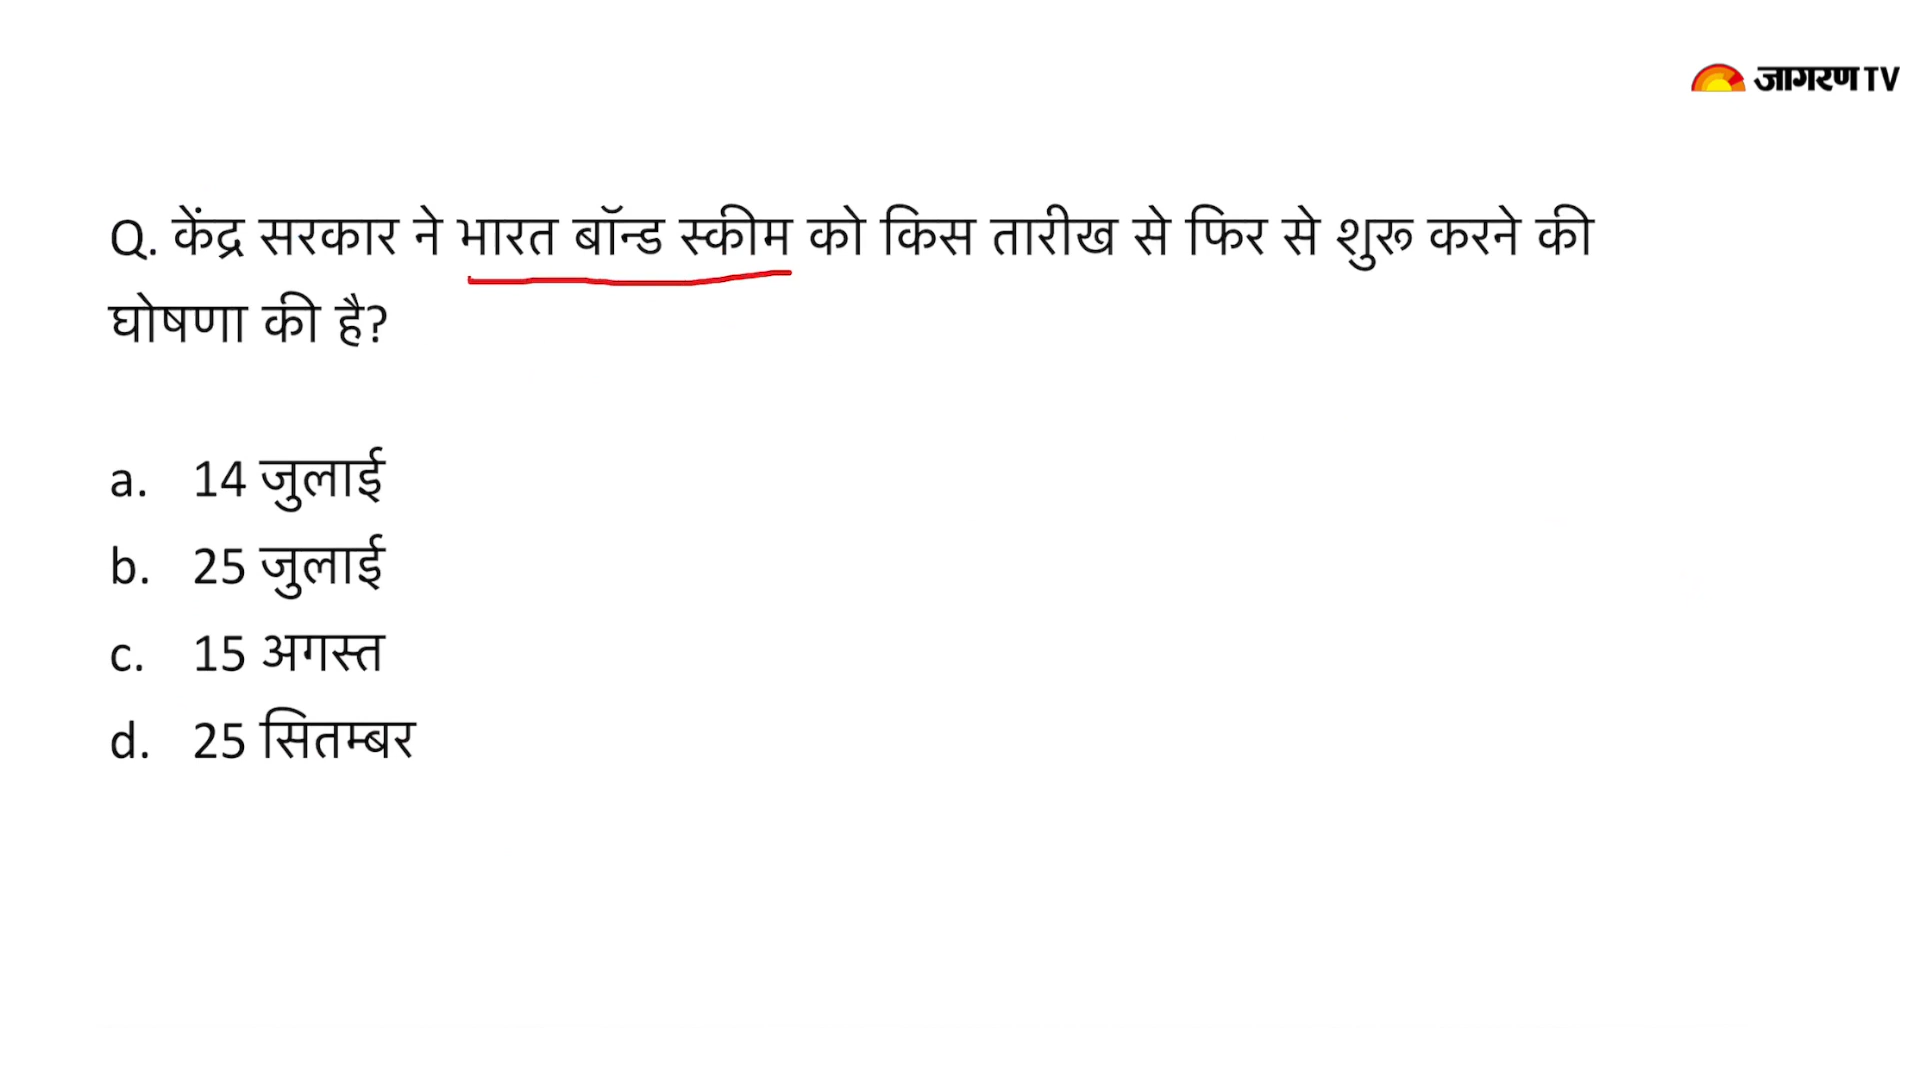 जागरण TV
Q. केंद्र सरकार ने भारत बॉन्ड स्कीम को किस तारीख से फिर से शुरू करने की
घोषणा की है?
a. 14 जुलाई
b. 25 जुलाई
c. 15 अगस्त
d. 25 सितम्बर